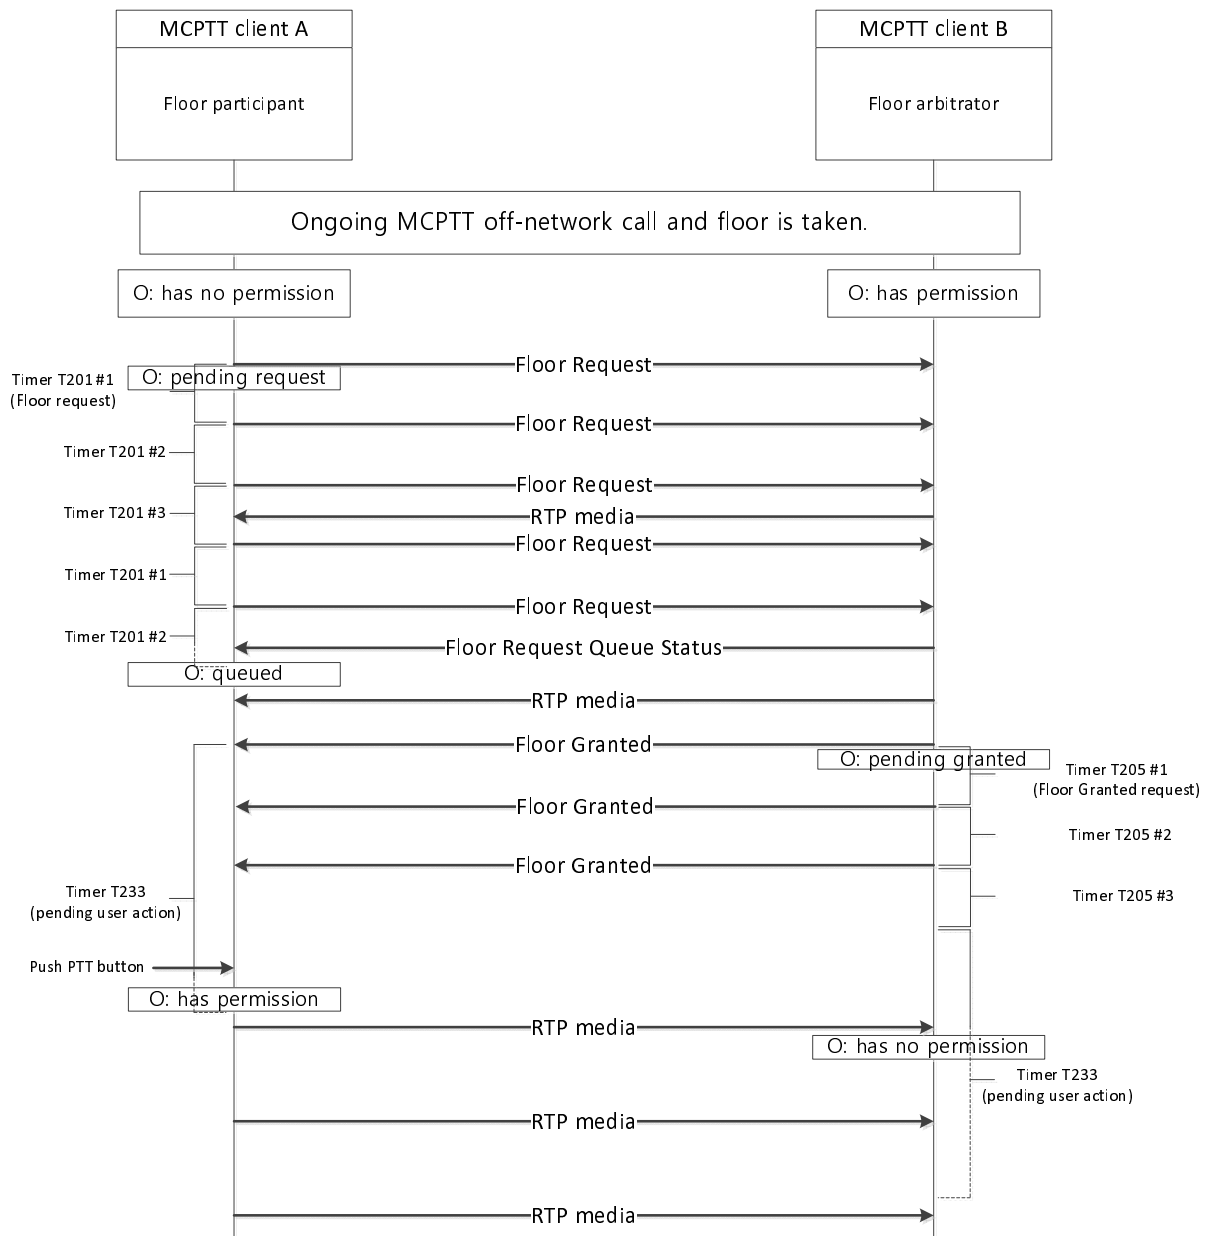 MCPTT client A
MCPTT client B
Floor participant
Floor arbitrator
Ongoing MCPTT off-network call and floor is taken.
O: has no permission
O: has permission
Floor Request
O: pending request
Timer T201 #1
(Floor request)
Floor Request
Timer T201 #2
Floor Request
Timer T201 #3
RTP media
Floor Request
Timer T201 #1
Floor Request
Timer T201 #2
Floor Request Queue Status
O: queued
RTP media
Floor Granted
O: pending granted
Timer T205 #1
(Floor Granted request)
Floor Granted
Timer T205 #2
Floor Granted
Timer T233
(pending user action)
Timer T205 #3
Push PTT button
O: has permission
RTP media
O: has no permission
Timer T233
(pending user action)
RTP media
RTP media